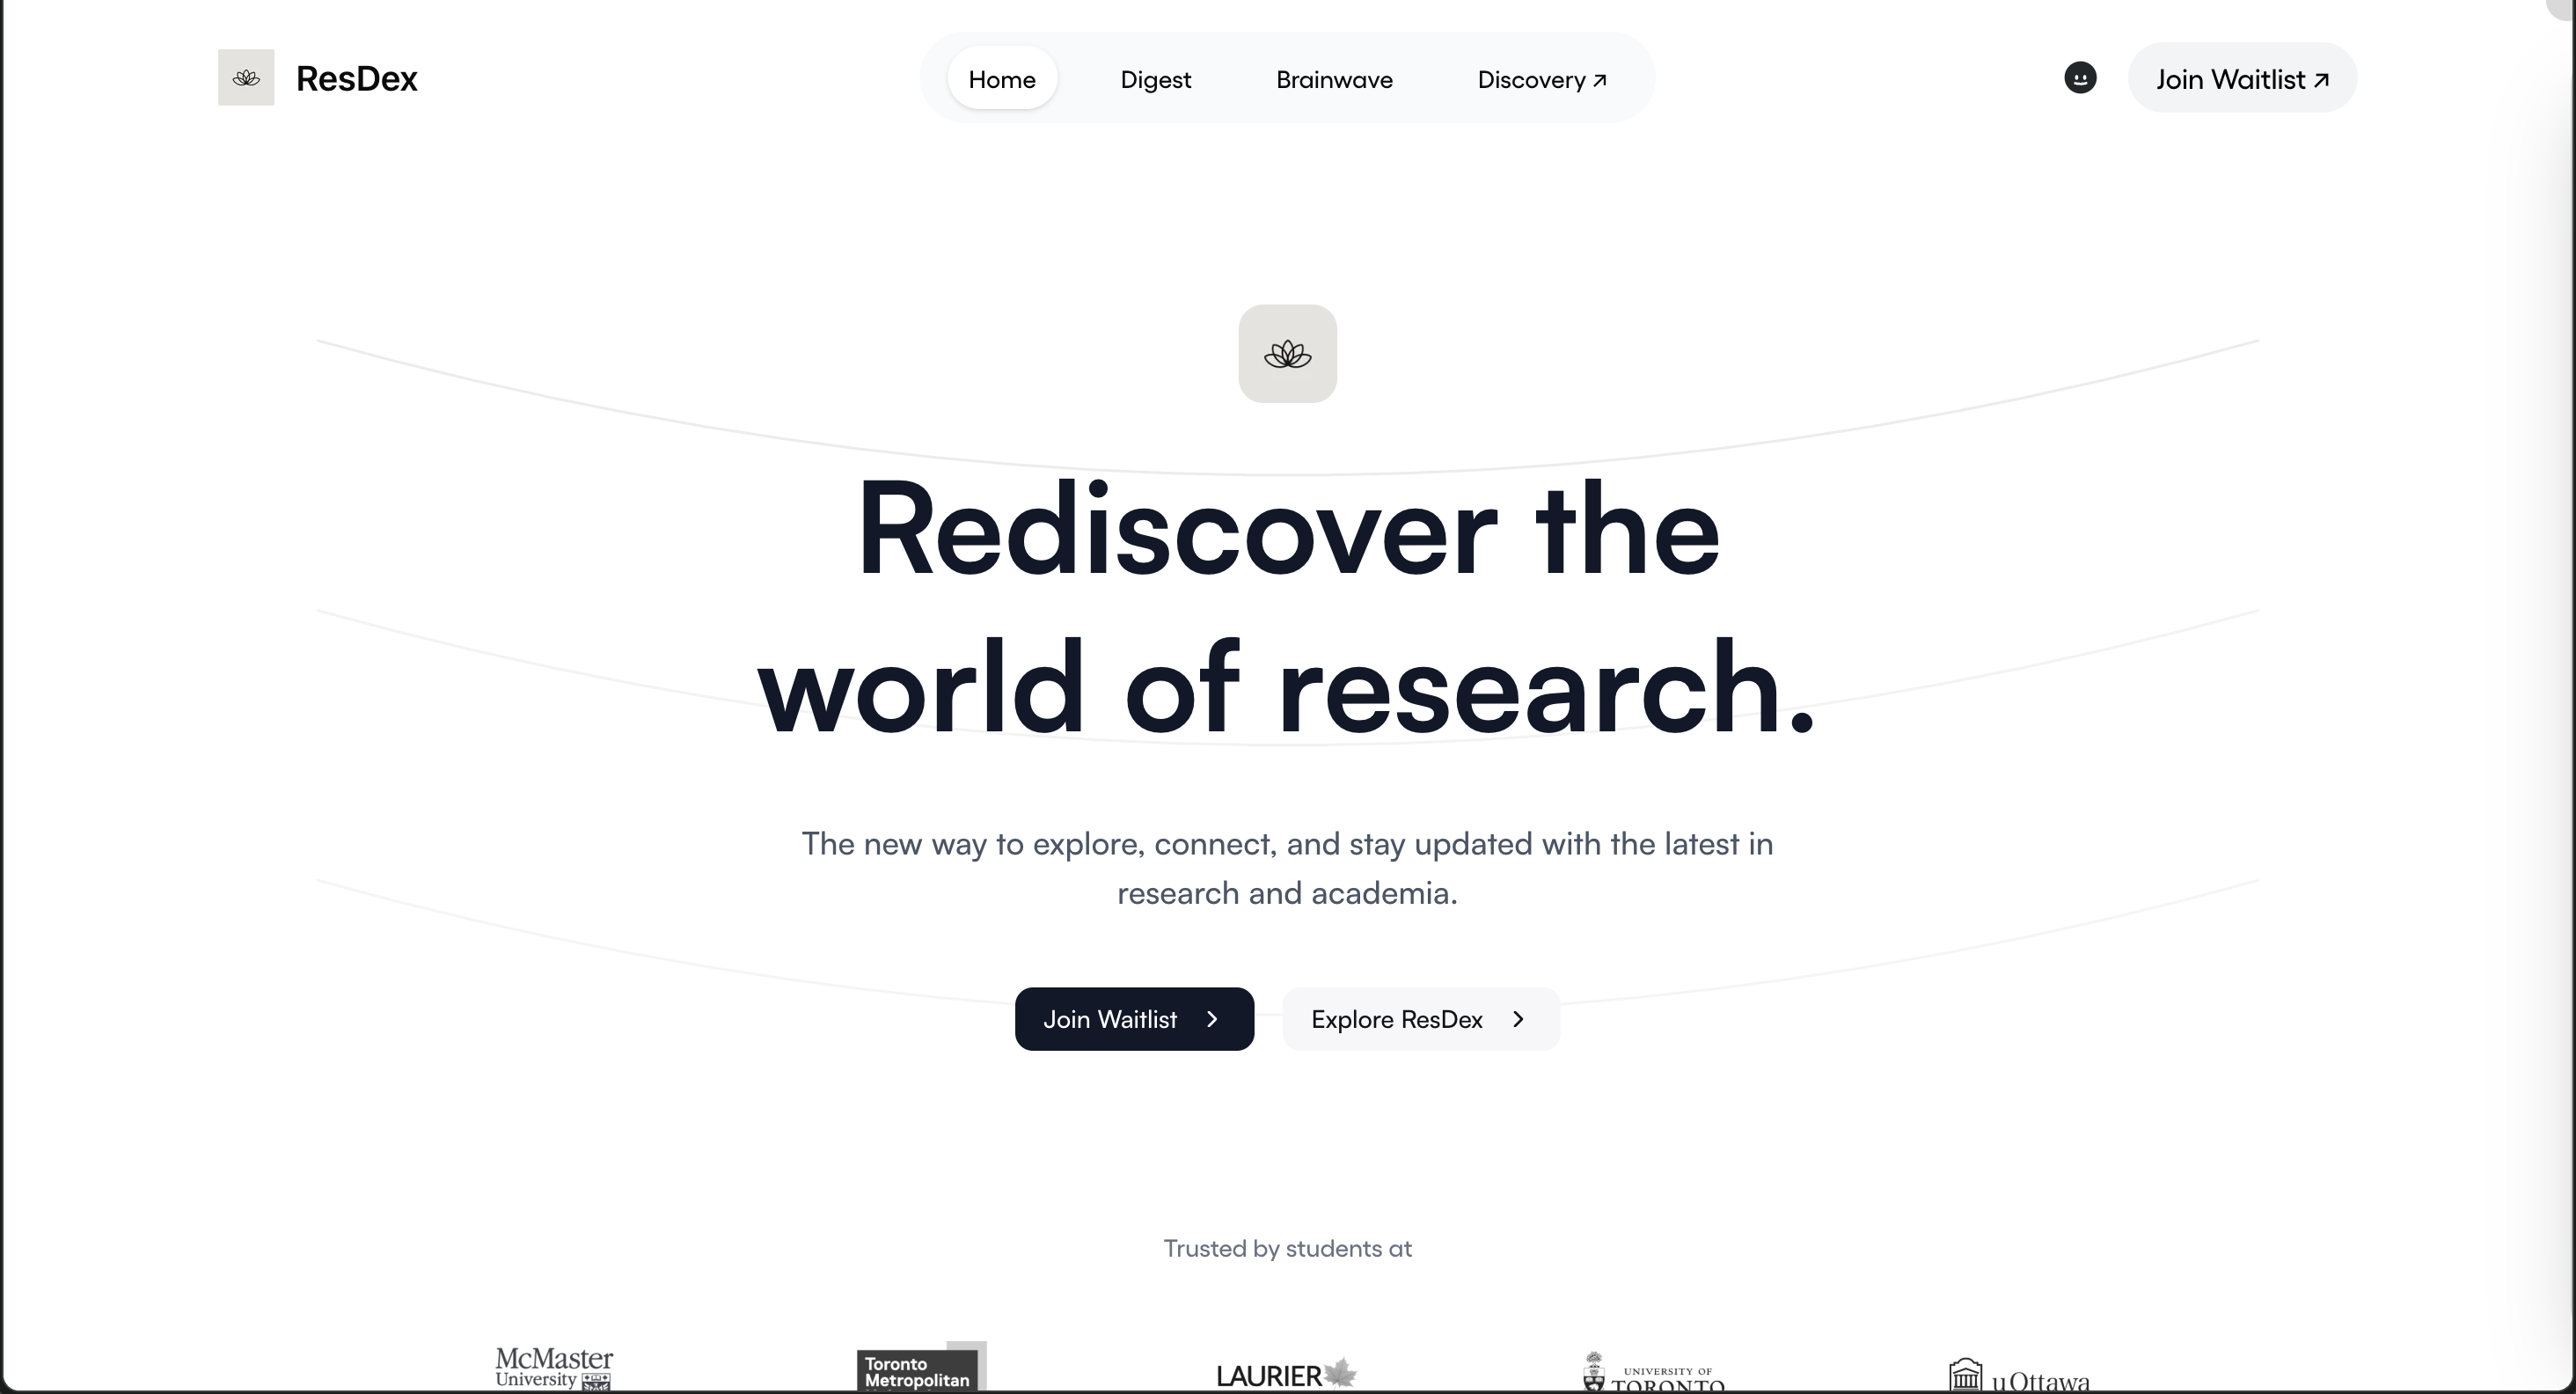 ResDex
Home
Digest
Brainwave
Discovery ↗
Join Waitlist ↗
Rediscover the
world of research.
The new way to explore, connect, and stay updated with the latest in
research and academia.
Join Waitlist
Explore ResDex
Trusted by students at
McMaster
University
Toronto
Metropolitan
LAURIER
UNIVERSITY OF
TORONTO
uOttawa